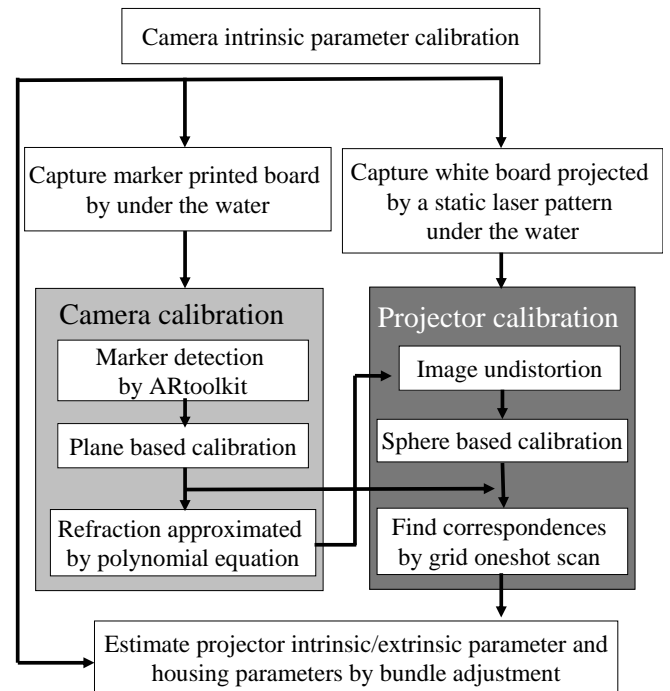 Camera intrinsic parameter calibration
Capture marker printed board
by under the water
Capture white board projected
by a static laser pattern
under the water
Camera calibration
Marker detection
by ARtoolkit
Plane based calibration
Refraction approximated
by polynomial equation
Projector calibration
Image undistortion
Sphere based calibration
Find correspondences
by grid oneshot scan
Estimate projector intrinsic/extrinsic parameter and
housing parameters by bundle adjustment